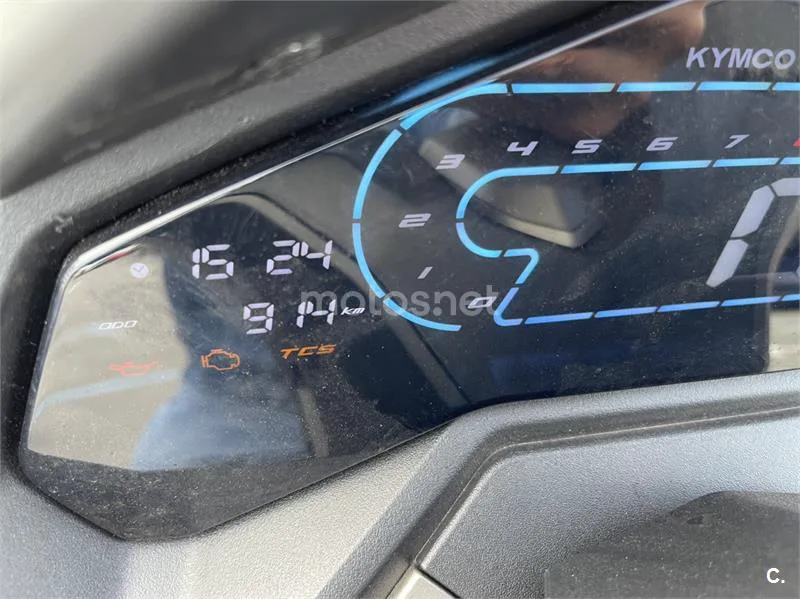 KYMCO
0 1 2 3 4 5 6 7
15 24
motos.net
ODO
914 km
TCS
C.